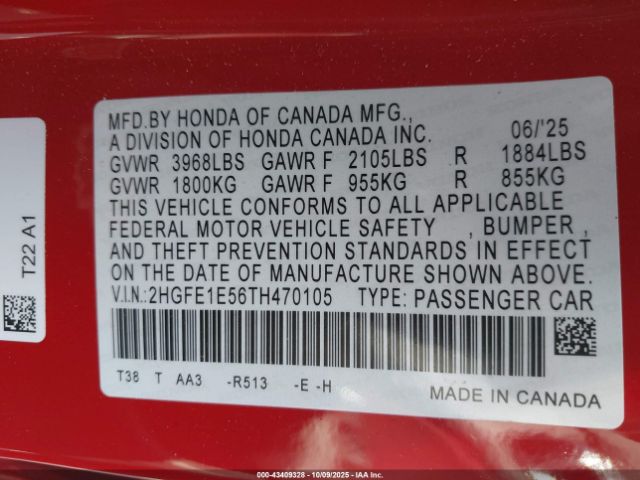 MFD.BY HONDA OF CANADA MFG.,
A DIVISION OF HONDA CANADA INC. 06/'25
GVWR 3968LBS GAWR F 2105LBS R 1884LBS
GVWR 1800KG GAWR F 955KG R 855KG
THIS VEHICLE CONFORMS TO ALL APPLICABLE
FEDERAL MOTOR VEHICLE SAFETY , BUMPER ,
AND THEFT PREVENTION STANDARDS IN EFFECT
ON THE DATE OF MANUFACTURE SHOWN ABOVE.
V.I.N.:2HGFE1E56TH470105 TYPE: PASSENGER CAR
T38 T AA3 -R513 -E -H
MADE IN CANADA
T22 A1
000-43409328 - 10/09/2025 - IAA Inc.